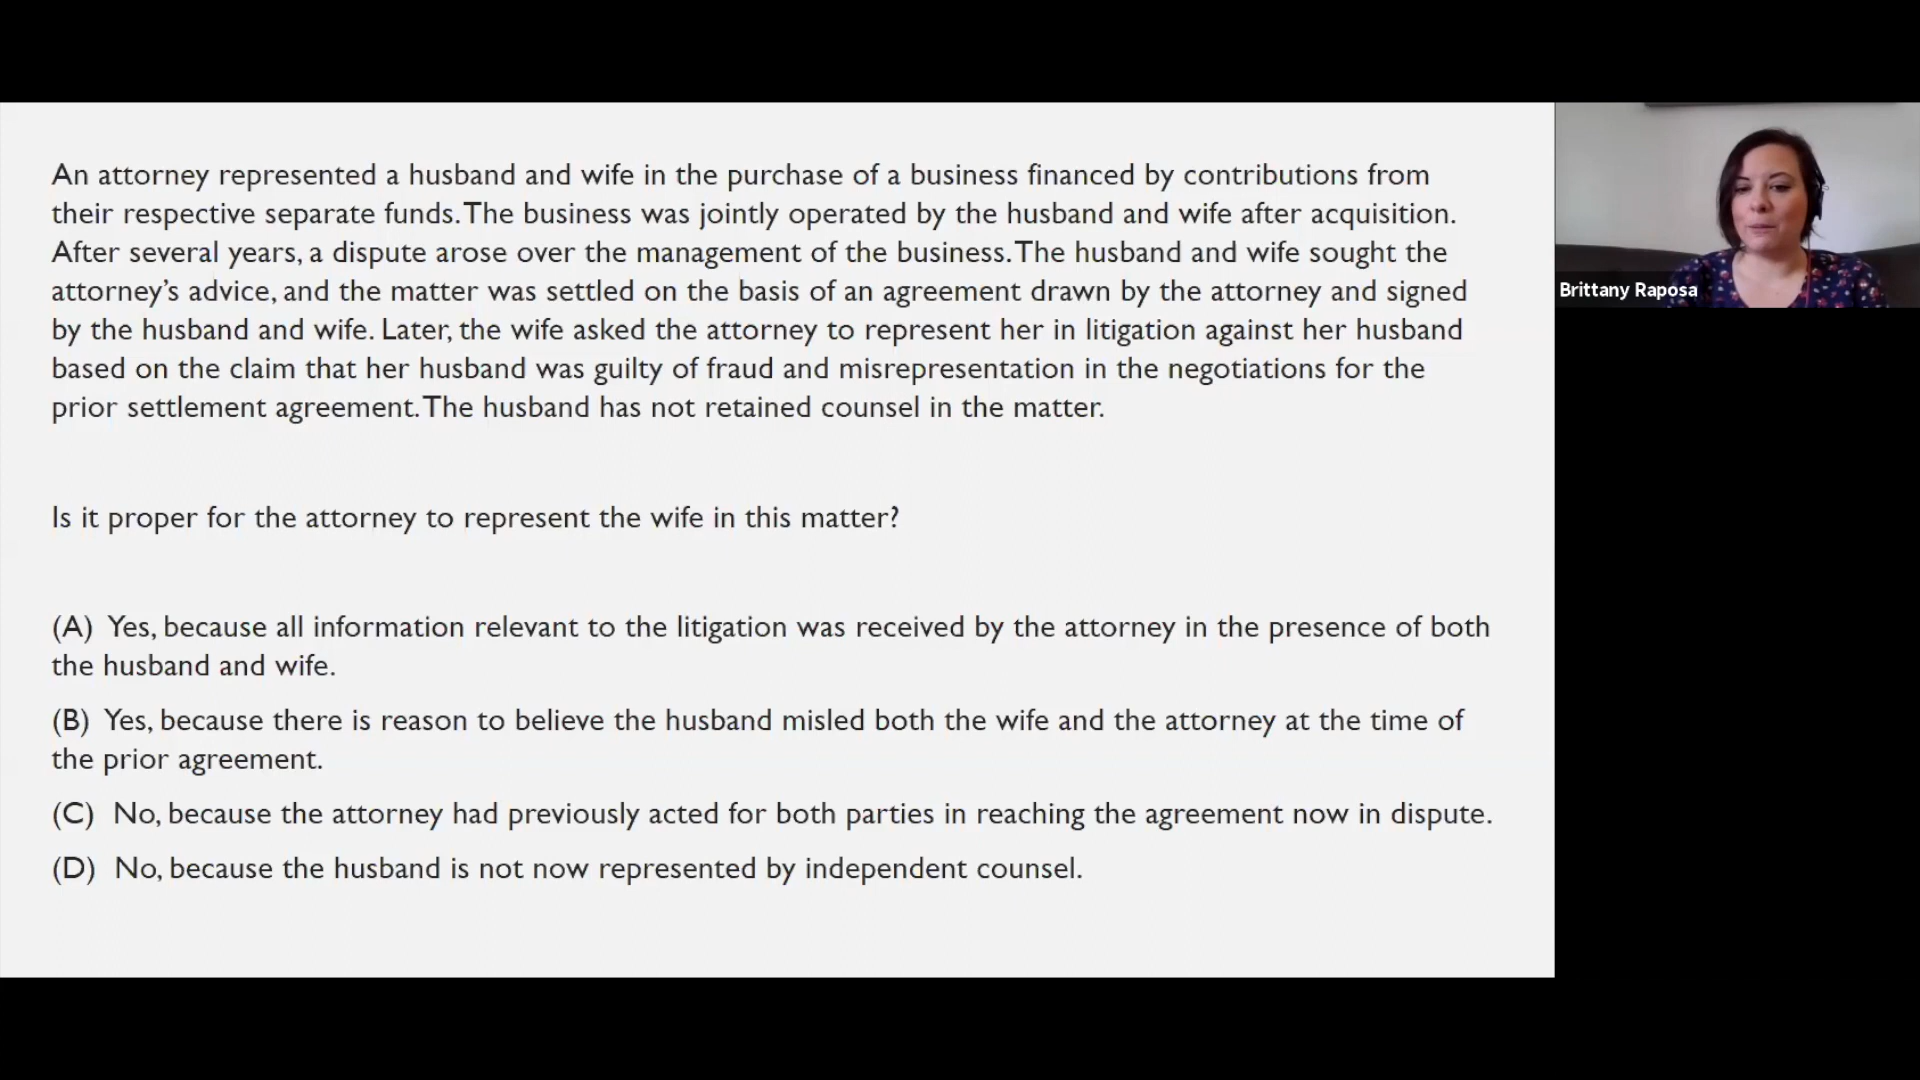 An attorney represented a husband and wife in the purchase of a business financed by contributions from
their respective separate funds. The business was jointly operated by the husband and wife after acquisition.
After several years, a dispute arose over the management of the business. The husband and wife sought the
attorney's advice, and the matter was settled on the basis of an agreement drawn by the attorney and signed
by the husband and wife. Later, the wife asked the attorney to represent her in litigation against her husband
based on the claim that her husband was guilty of fraud and misrepresentation in the negotiations for the
prior settlement agreement. The husband has not retained counsel in the matter.
Is it proper for the attorney to represent the wife in this matter?
(A) Yes, because all information relevant to the litigation was received by the attorney in the presence of both
the husband and wife.
(B) Yes, because there is reason to believe the husband misled both the wife and the attorney at the time of
the prior agreement.
(C) No, because the attorney had previously acted for both parties in reaching the agreement now in dispute.
(D) No, because the husband is not now represented by independent counsel.
Brittany Raposa